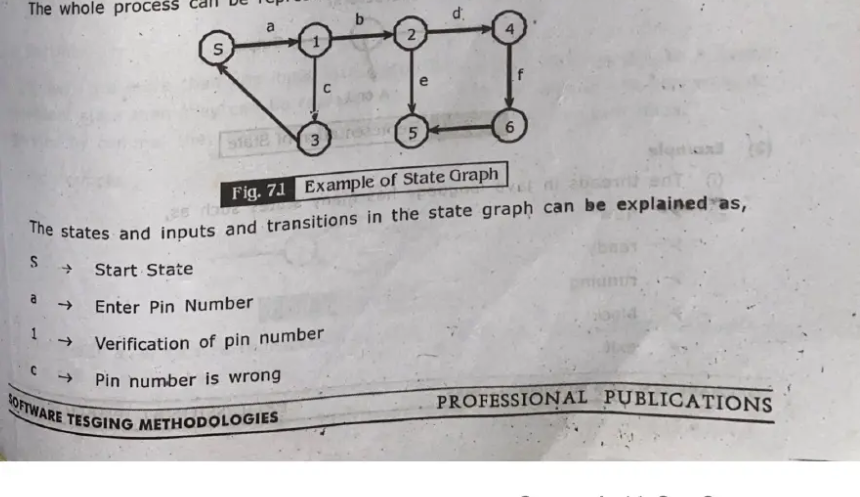 The whole process can be
a
b
d
S
1
2
4
c
e
f
3
5
6
Fig. 7.1 Example of State Graph
The states and inputs and transitions in the state graph can be explained as,
S → Start State
a → Enter Pin Number
1 → Verification of pin number
c → Pin number is wrong
SOFTWARE TESGING METHODOLOGIES PROFESSIONAL PUBLICATIONS